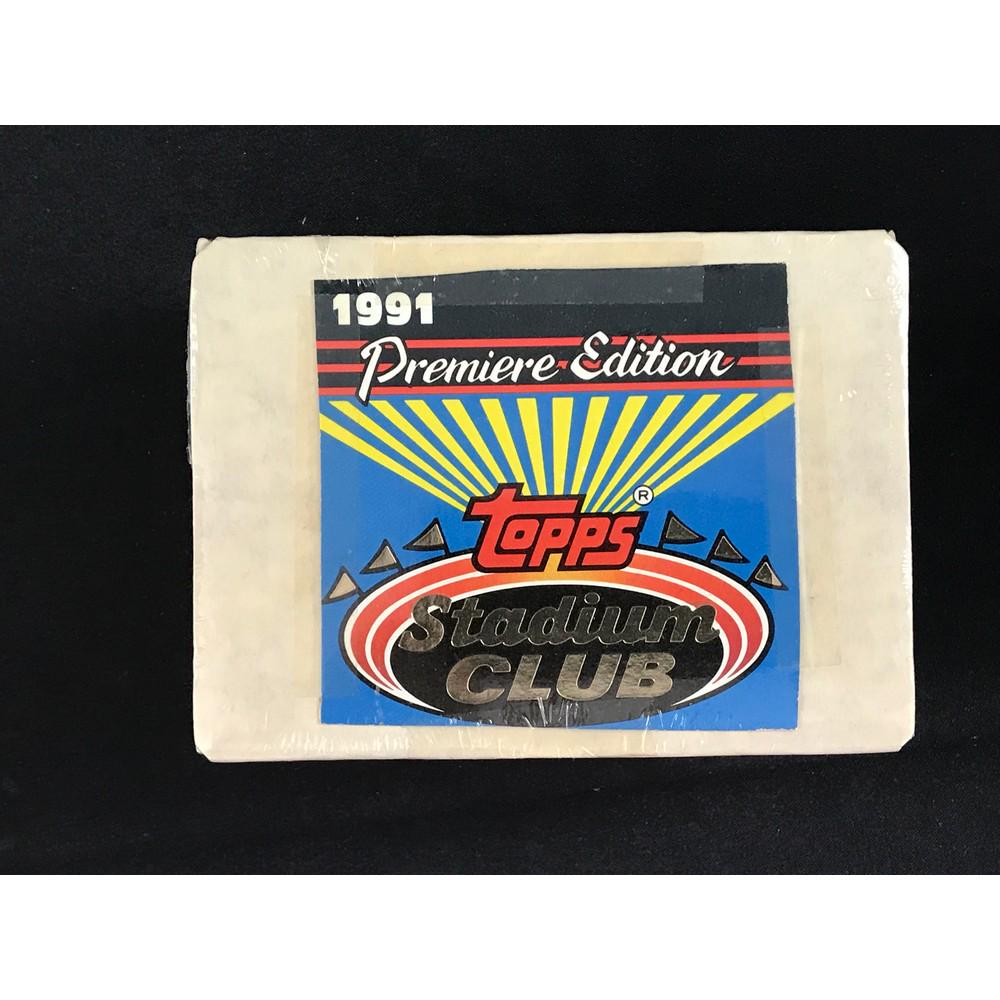 1991
Premiere Edition
Topps®
Stadium
CLUB